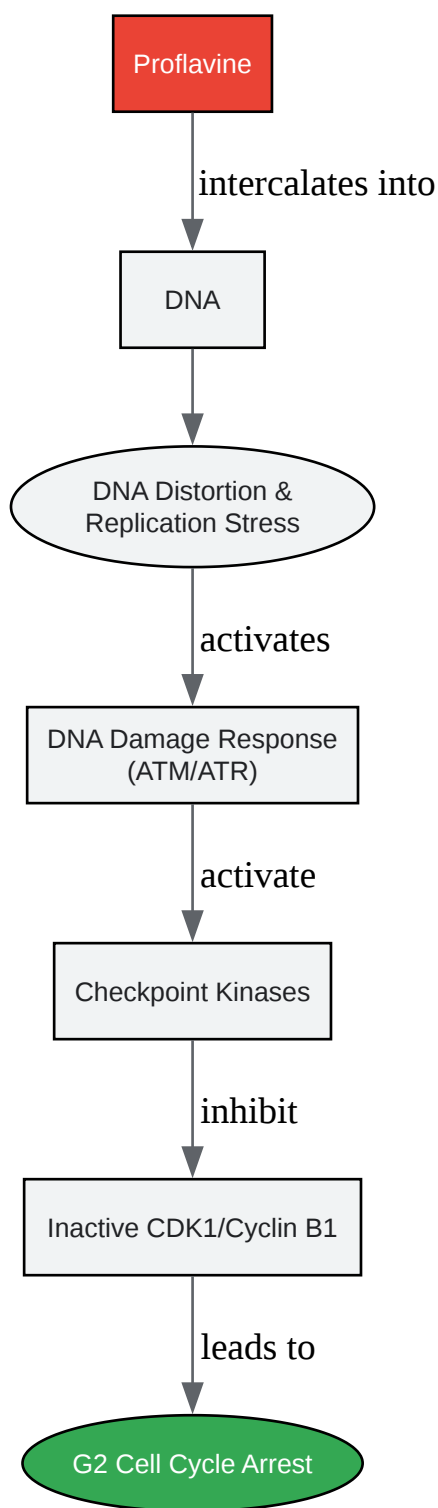 Proflavine
intercalates into
DNA
DNA Distortion &
Replication Stress
activates
DNA Damage Response
(ATM/ATR)
activate
Checkpoint Kinases
inhibit
Inactive CDK1/Cyclin B1
leads to
G2 Cell Cycle Arrest